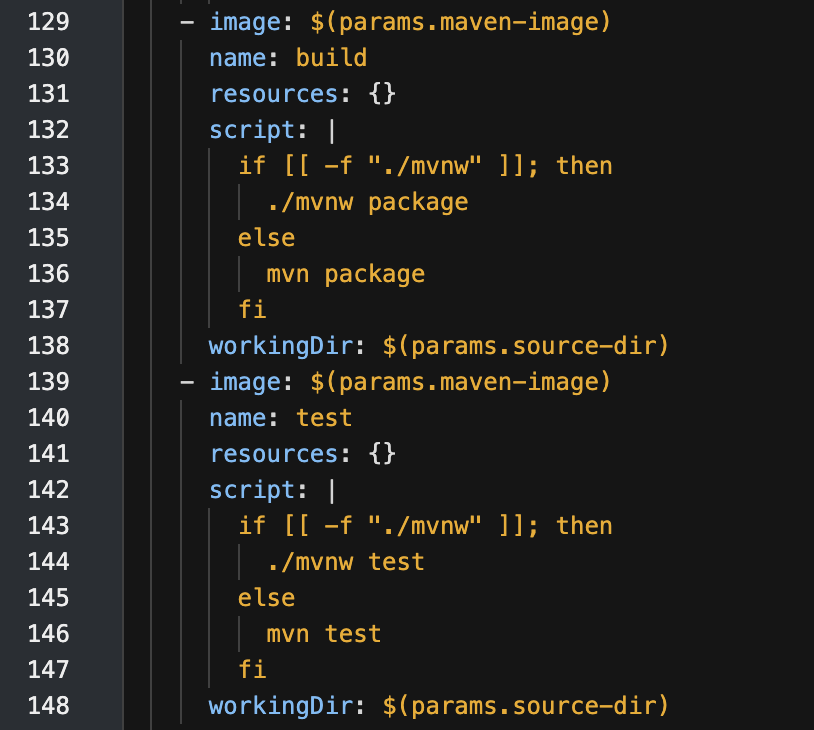 129 - image: $(params.maven-image)
130 name: build
131 resources: {}
132 script: |
133 if [[ -f "./mvnw" ]]; then
134 ./mvnw package
135 else
136 mvn package
137 fi
138 workingDir: $(params.source-dir)
139 - image: $(params.maven-image)
140 name: test
141 resources: {}
142 script: |
143 if [[ -f "./mvnw" ]]; then
144 ./mvnw test
145 else
146 mvn test
147 fi
148 workingDir: $(params.source-dir)